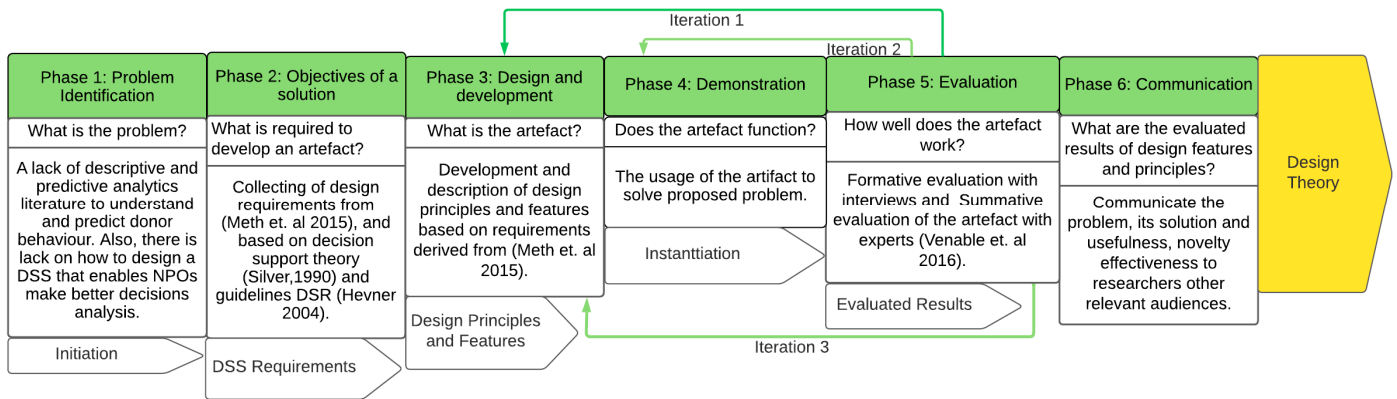 Iteration 1
Iteration 2
Phase 1: Problem
Identification
What is the problem?
A lack of descriptive and
predictive analytics
literature to understand
and predict donor
behaviour. Also, there is
lack on how to design a
DSS that enables NPOs
make better decisions
analysis.
Initiation
Phase 2: Objectives of a
solution
What is required to
develop an artefact?
Collecting of design
requirements from
(Meth et. al 2015), and
based on decision
support theory
(Silver,1990) and
guidelines DSR (Hevner
2004).
DSS Requirements
Phase 3: Design and
development
What is the artefact?
Development and
description of design
principles and features
based on requirements
derived from (Meth et. al
2015).
Design Principles
and Features
Phase 4: Demonstration
Does the artefact function?
The usage of the artifact to
solve proposed problem.
Instanttiation
Phase 5: Evaluation
How well does the artefact
work?
Formative evaluation with
interviews and Summative
evaluation of the artefact with
experts (Venable et. al
2016).
Evaluated Results
Phase 6: Communication
What are the evaluated
results of design features
and principles?
Communicate the
problem, its solution and
usefulness, novelty
effectiveness to
researchers other
relevant audiences.
Design
Theory
Iteration 3